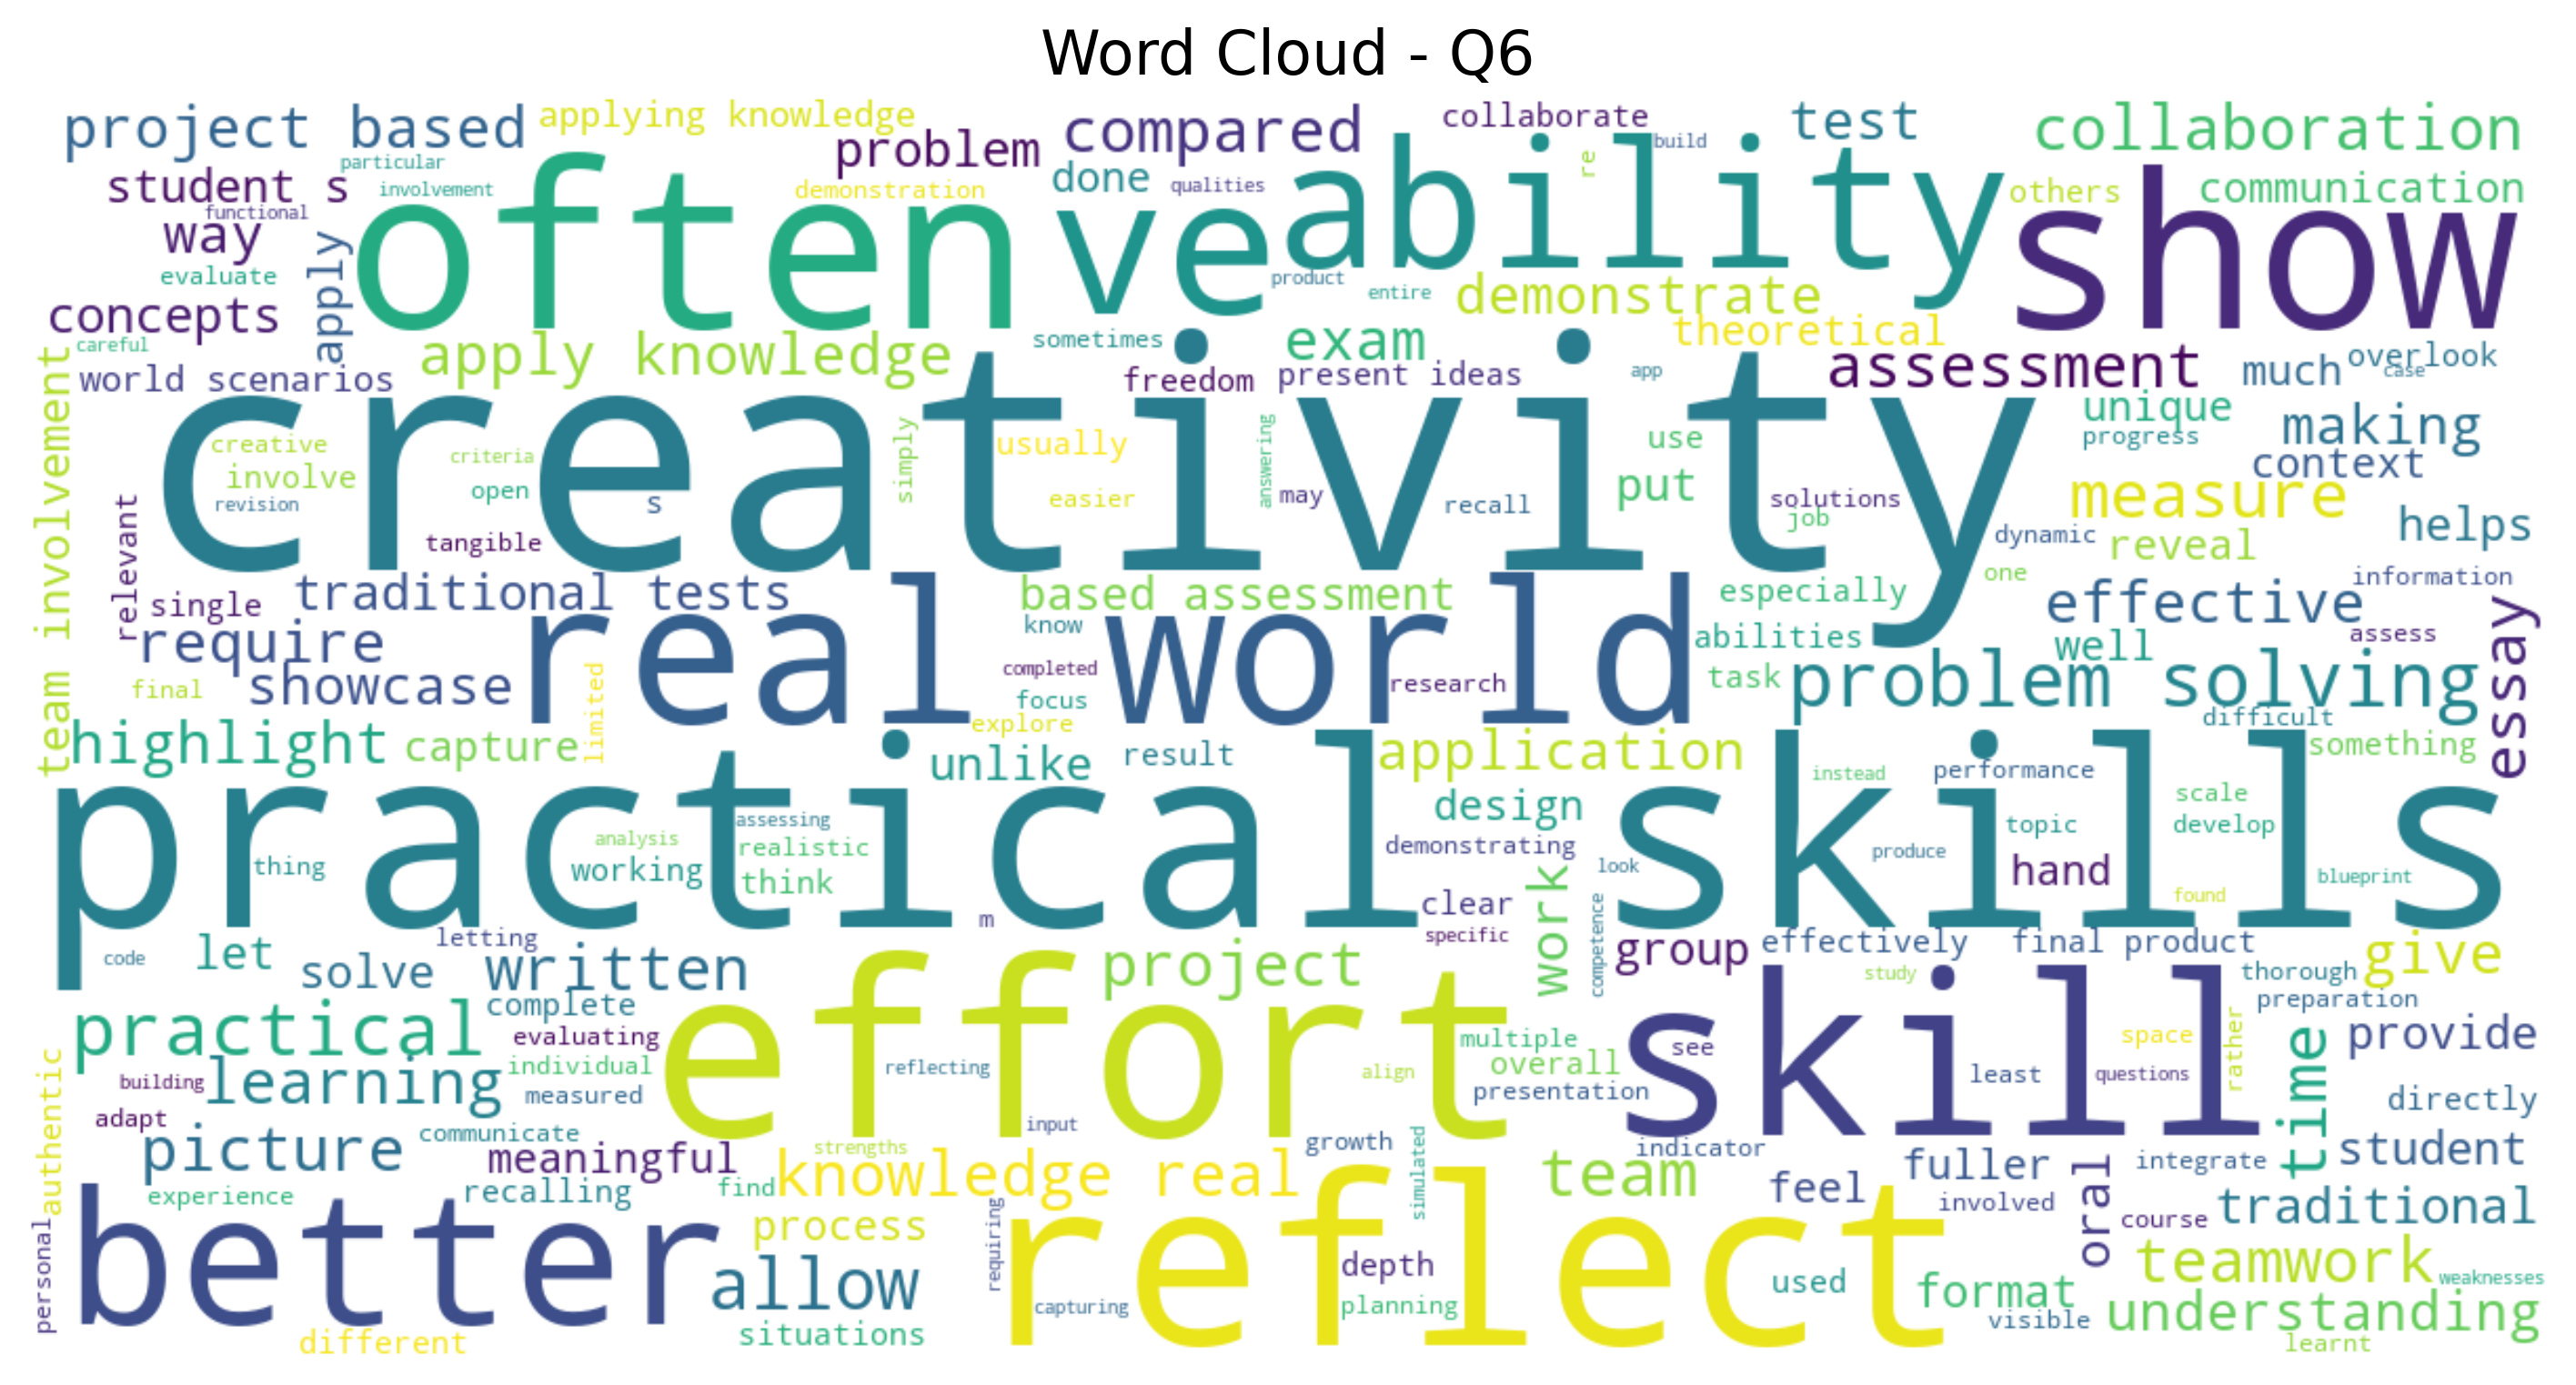 Word Cloud - Q6
project based
applying knowledge
problem
compared
collaborate
build
test
collaboration
particular
student s
involvement
demonstration
done
qualities
re
ability
others
communication
functional
way
often
ve
show
evaluate
apply
product
entire
demonstrate
concepts
careful
apply knowledge
sometimes
exam
theoretical
world scenarios
freedom
present ideas
app
assessment
much
overlook
case
team involvement
creativity
creative
involve
criteria
open
revision
s
tangible
simply
usually
easier
answering
may
recall
use
put
solutions
job
unique
progress
making
context
measure
dynamic
reveal
helps
relevant
single
traditional tests
based assessment
especially
one
information
effective
require
real world
know
abilities
well
assess
essay
showcase
final
limited
completed
focus
explore
research
task
problem solving
difficult
highlight
capture
unlike
result
application
something
practical skills
instead
performance
design
scale
topic
develop
assessing
analysis
realistic
demonstrating
thing
working
think
look
produce
hand
blueprint
found
clear
work
competence
m
specific
code
let
letting
solve
written
project
group
effectively
final product
give
study
thorough
preparation
practical
complete
effort
skill
evaluating
multiple
see
space
rather
time
provide
authentic
building
learning
individual
measured
reflecting
align
overall
presentation
least
questions
directly
adapt
input
picture
communicate
strengths
growth
simulated
indicator
student
meaningful
knowledge real
team
fuller
oral
integrate
experience
recalling
find
feel
involved
personal
better
process
requiring
reflect
course
traditional
allow
depth
teamwork
weaknesses
capturing
planning
used
format
visible
understanding
different
situations
learnt